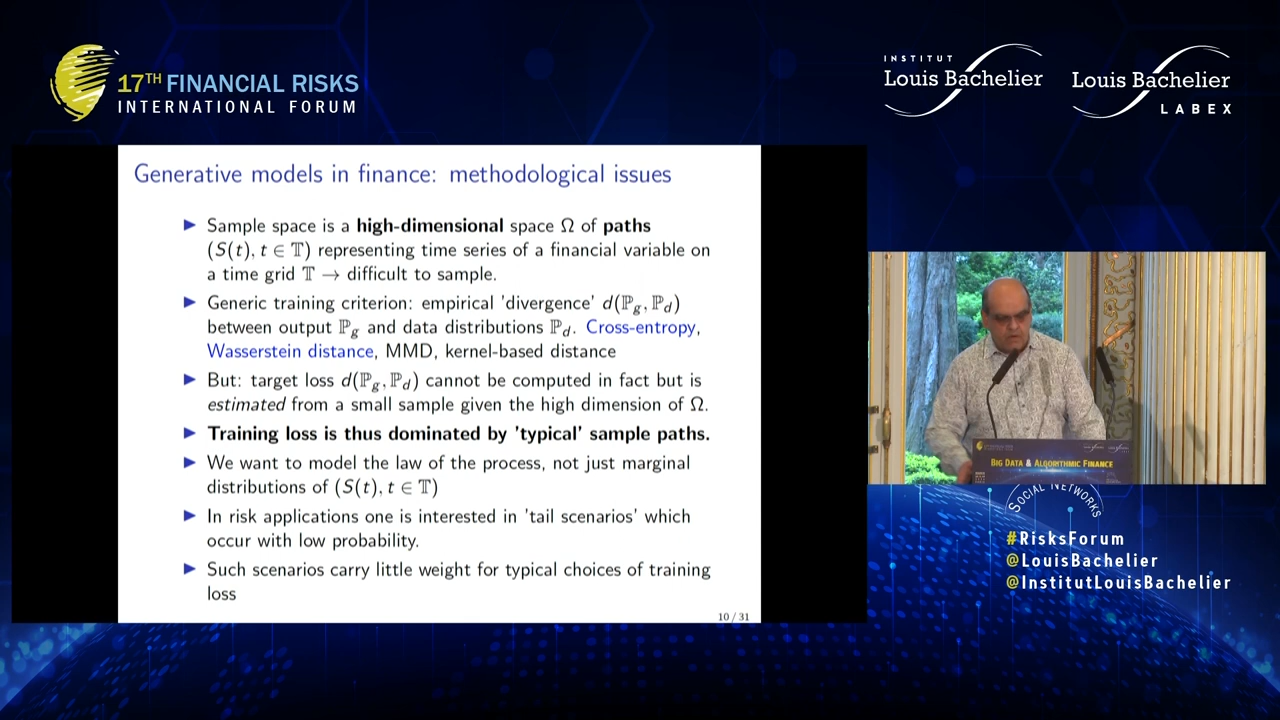 17TH FINANCIAL RISKS
INTERNATIONAL FORUM
INSTITUT
Louis Bachelier
Louis Bachelier
LABEX
Generative models in finance: methodological issues
▶ Sample space is a high-dimensional space Ω of paths
(S(t), t ∈ 𝕋) representing time series of a financial variable on
a time grid 𝕋 → difficult to sample.
▶ Generic training criterion: empirical 'divergence' d(ℙg, ℙd)
between output ℙg and data distributions ℙd. Cross-entropy,
Wasserstein distance, MMD, kernel-based distance
▶ But: target loss d(ℙg, ℙd) cannot be computed in fact but is
estimated from a small sample given the high dimension of Ω.
▶ Training loss is thus dominated by 'typical' sample paths.
▶ We want to model the law of the process, not just marginal
distributions of (S(t), t ∈ 𝕋)
▶ In risk applications one is interested in 'tail scenarios' which
occur with low probability.
▶ Such scenarios carry little weight for typical choices of training
loss
10 / 31
BIG DATA & ALGORITHMIC FINANCE
SOCIAL NETWORKS
#RisksForum
@LouisBachelier
@InstitutLouisBachelier